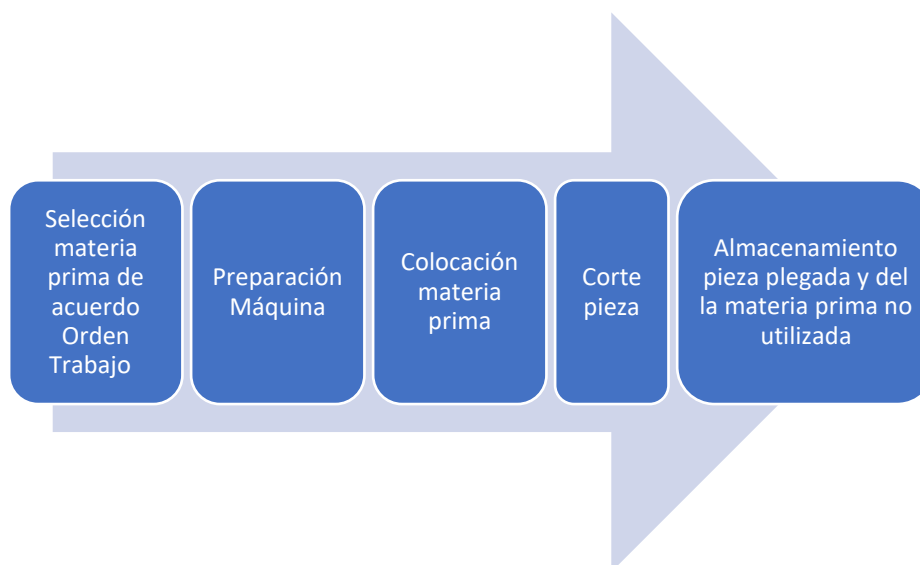 Selección
materia
prima de
acuerdo
Orden
Trabajo
Preparación
Máquina
Colocación
materia
prima
Corte
pieza
Almacenamiento
pieza plegada y del
la materia prima no
utilizada